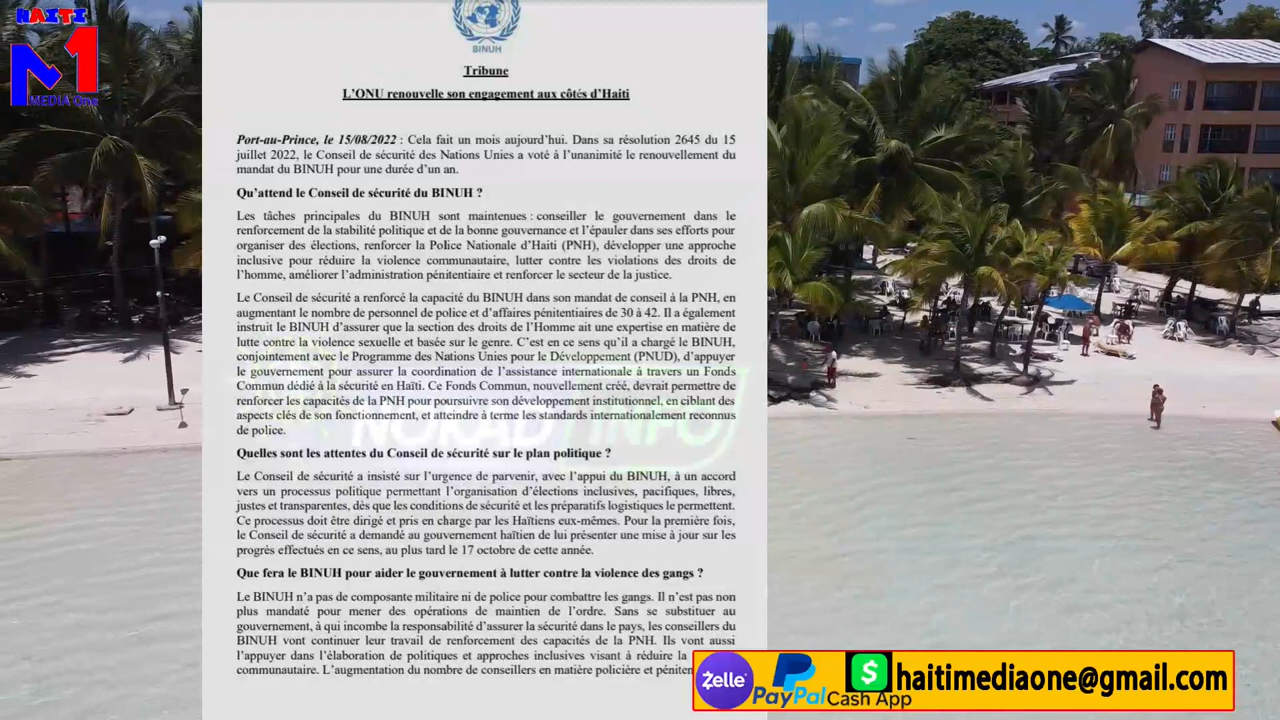 HAITI
M1
MEDIA One
BINUH
Tribune
L'ONU renouvelle son engagement aux côtés d'Haïti
Port-au-Prince, le 15/08/2022 : Cela fait un mois aujourd'hui. Dans sa résolution 2645 du 15
juillet 2022, le Conseil de sécurité des Nations Unies a voté à l'unanimité le renouvellement du
mandat du BINUH pour une durée d'un an.
Qu'attend le Conseil de sécurité du BINUH ?
Les tâches principales du BINUH sont maintenues : conseiller le gouvernement dans le
renforcement de la stabilité politique et de la bonne gouvernance et l'épauler dans ses efforts pour
organiser des élections, renforcer la Police Nationale d'Haïti (PNH), développer une approche
inclusive pour réduire la violence communautaire, lutter contre les violations des droits de
l'homme, améliorer l'administration pénitentiaire et renforcer le secteur de la justice.
Le Conseil de sécurité a renforcé la capacité du BINUH dans son mandat de conseil à la PNH, en
augmentant le nombre de personnel de police et d'affaires pénitentiaires de 30 à 42. Il a également
instruit le BINUH d'assurer que la section des droits de l'Homme ait une expertise en matière de
lutte contre la violence sexuelle et basée sur le genre. C'est en ce sens qu'il a chargé le BINUH,
conjointement avec le Programme des Nations Unies pour le Développement (PNUD), d'appuyer
le gouvernement pour assurer la coordination de l'assistance internationale à travers un Fonds
Commun dédié à la sécurité en Haïti. Ce Fonds Commun, nouvellement créé, devrait permettre de
renforcer les capacités de la PNH pour poursuivre son développement institutionnel, en ciblant des
aspects clés de son fonctionnement, et atteindre à terme les standards internationalement reconnus
de police.
Quelles sont les attentes du Conseil de sécurité sur le plan politique ?
Le Conseil de sécurité a insisté sur l'urgence de parvenir, avec l'appui du BINUH, à un accord
vers un processus politique permettant l'organisation d'élections inclusives, pacifiques, libres,
justes et transparentes, dès que les conditions de sécurité et les préparatifs logistiques le permettent.
Ce processus doit être dirigé et pris en charge par les Haïtiens eux-mêmes. Pour la première fois,
le Conseil de sécurité a demandé au gouvernement haïtien de lui présenter une mise à jour sur les
progrès effectués en ce sens, au plus tard le 17 octobre de cette année.
Que fera le BINUH pour aider le gouvernement à lutter contre la violence des gangs ?
Le BINUH n'a pas de composante militaire ni de police pour combattre les gangs. Il n'est pas non
plus mandaté pour mener des opérations de maintien de l'ordre. Sans se substituer au
gouvernement, à qui incombe la responsabilité d'assurer la sécurité dans le pays, les conseillers du
BINUH vont continuer leur travail de renforcement des capacités de la PNH. Ils vont aussi
l'appuyer dans l'élaboration de politiques et approches inclusives visant à réduire la
communautaire. L'augmentation du nombre de conseillers en matière policière et péniten
Zelle
PayPal
$
Cash App
haitimediaone@gmail.com